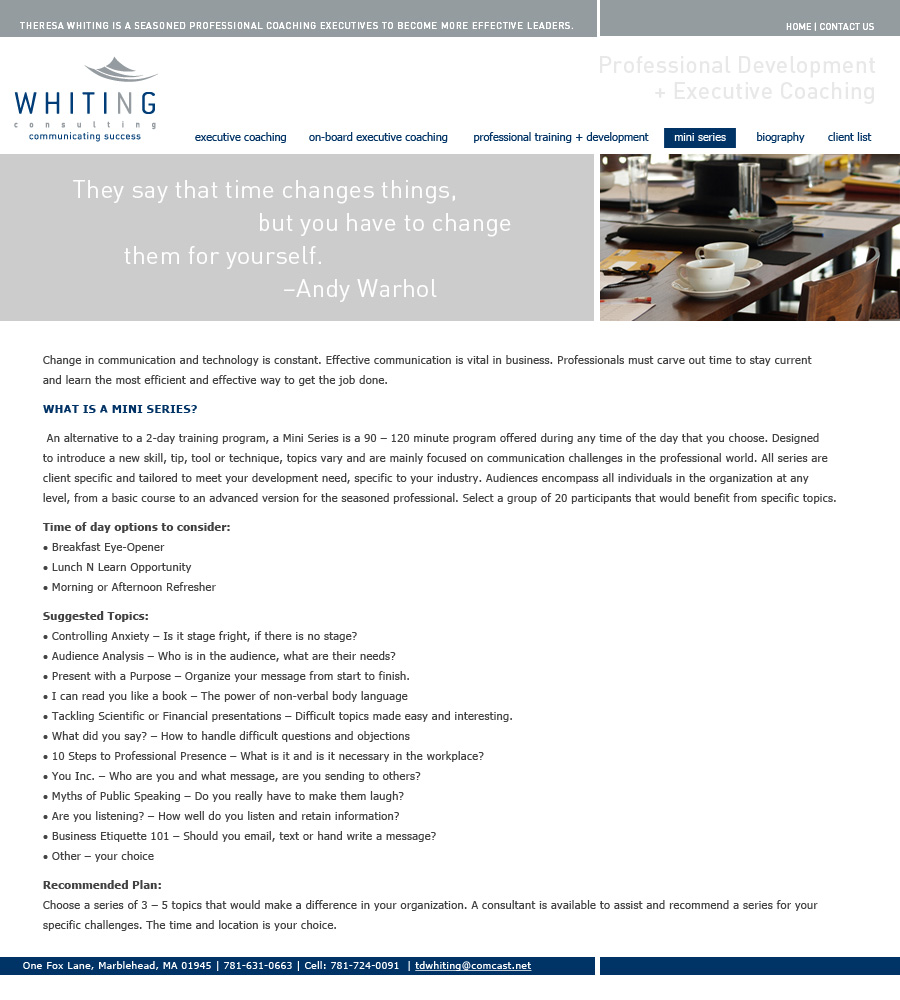 THERESA WHITING IS A SEASONED PROFESSIONAL COACHING EXECUTIVES TO BECOME MORE EFFECTIVE LEADERS.
HOME | CONTACT US
WHITING
consulting
communicating success
Professional Development
+ Executive Coaching
executive coaching on-board executive coaching professional training + development mini series biography client list
They say that time changes things,
but you have to change
them for yourself.
–Andy Warhol
Change in communication and technology is constant. Effective communication is vital in business. Professionals must carve out time to stay current
and learn the most efficient and effective way to get the job done.
WHAT IS A MINI SERIES?
An alternative to a 2-day training program, a Mini Series is a 90 – 120 minute program offered during any time of the day that you choose. Designed
to introduce a new skill, tip, tool or technique, topics vary and are mainly focused on communication challenges in the professional world. All series are
client specific and tailored to meet your development need, specific to your industry. Audiences encompass all individuals in the organization at any
level, from a basic course to an advanced version for the seasoned professional. Select a group of 20 participants that would benefit from specific topics.
Time of day options to consider:
• Breakfast Eye-Opener
• Lunch N Learn Opportunity
• Morning or Afternoon Refresher
Suggested Topics:
• Controlling Anxiety – Is it stage fright, if there is no stage?
• Audience Analysis – Who is in the audience, what are their needs?
• Present with a Purpose – Organize your message from start to finish.
• I can read you like a book – The power of non-verbal body language
• Tackling Scientific or Financial presentations – Difficult topics made easy and interesting.
• What did you say? – How to handle difficult questions and objections
• 10 Steps to Professional Presence – What is it and is it necessary in the workplace?
• You Inc. – Who are you and what message, are you sending to others?
• Myths of Public Speaking – Do you really have to make them laugh?
• Are you listening? – How well do you listen and retain information?
• Business Etiquette 101 – Should you email, text or hand write a message?
• Other – your choice
Recommended Plan:
Choose a series of 3 – 5 topics that would make a difference in your organization. A consultant is available to assist and recommend a series for your
specific challenges. The time and location is your choice.
One Fox Lane, Marblehead, MA 01945 | 781-631-0663 | Cell: 781-724-0091 | tdwhiting@comcast.net